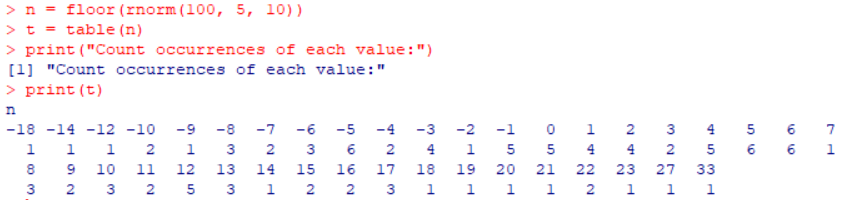 > n = floor(rnorm(100, 5, 10))
> t = table(n)
> print("Count occurrences of each value:")
[1] "Count occurrences of each value:"
> print(t)
n
-18 -14 -12 -10  -9  -8  -7  -6  -5  -4  -3  -2  -1   0   1   2   3   4   5   6   7
  1   1   1   2   1   3   2   3   6   2   4   1   5   5   4   4   2   5   6   6   1
  8   9  10  11  12  13  14  15  16  17  18  19  20  21  22  23  27  33
  3   2   3   2   5   3   1   2   2   3   1   1   1   1   2   1   1   1